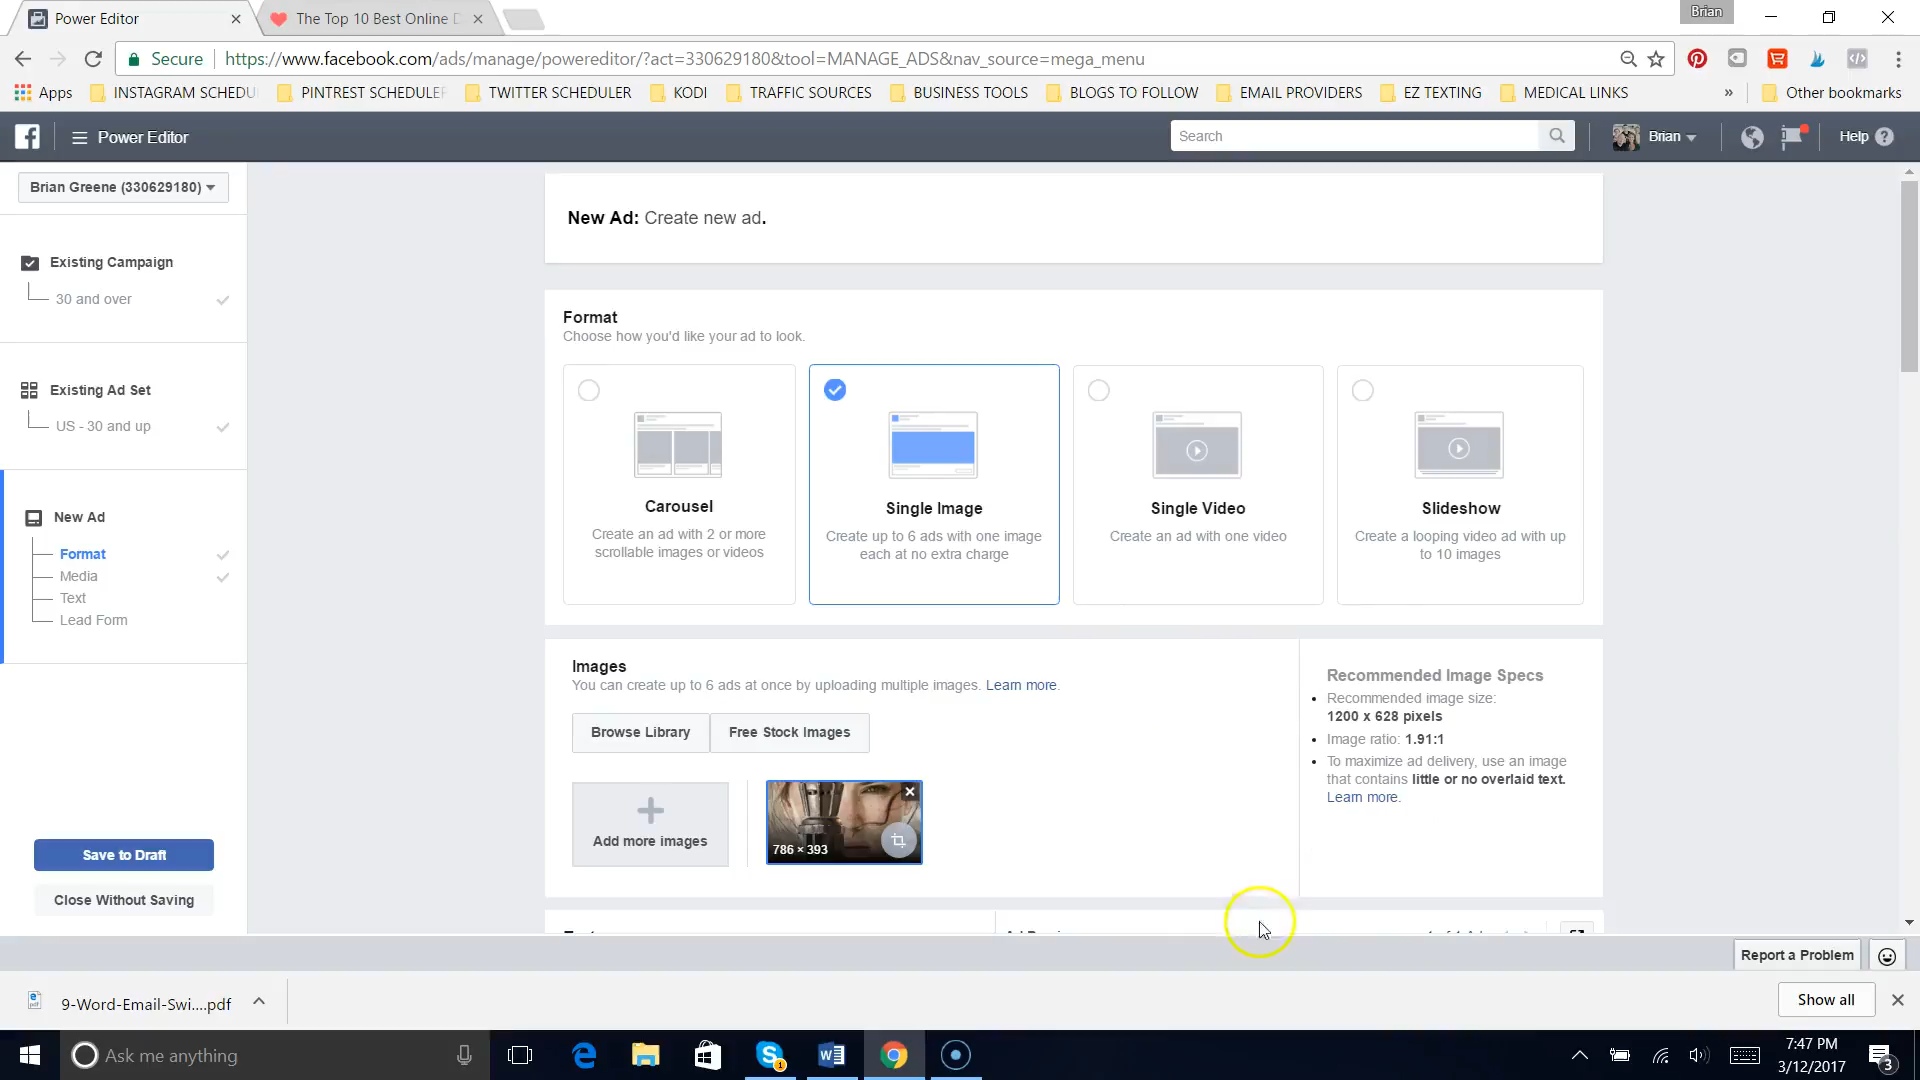 Power Editor
The Top 10 Best Online D
Brian
Secure
https://www.facebook.com/ads/manage/powereditor/?act=330629180&tool=MANAGE_ADS&nav_source=mega_menu
Apps
INSTAGRAM SCHEDU
PINTREST SCHEDULER
TWITTER SCHEDULER
KODI
TRAFFIC SOURCES
BUSINESS TOOLS
BLOGS TO FOLLOW
EMAIL PROVIDERS
EZ TEXTING
MEDICAL LINKS
»
Other bookmarks
Power Editor
Search
Brian
Help
Brian Greene (330629180)
Existing Campaign
30 and over
Existing Ad Set
US - 30 and up
New Ad
Format
Media
Text
Lead Form
Save to Draft
Close Without Saving
New Ad: Create new ad.
Format
Choose how you'd like your ad to look.
Carousel
Create an ad with 2 or more
scrollable images or videos
Single Image
Create up to 6 ads with one image
each at no extra charge
Single Video
Create an ad with one video
Slideshow
Create a looping video ad with up
to 10 images
Images
You can create up to 6 ads at once by uploading multiple images. Learn more.
Browse Library
Free Stock Images
Add more images
786 × 393
Recommended Image Specs
• Recommended image size:
1200 x 628 pixels
• Image ratio: 1.91:1
• To maximize ad delivery, use an image
that contains little or no overlaid text.
Learn more.
Report a Problem
9-Word-Email-Swi....pdf
Show all
Ask me anything
1
7:47 PM
3/12/2017
3